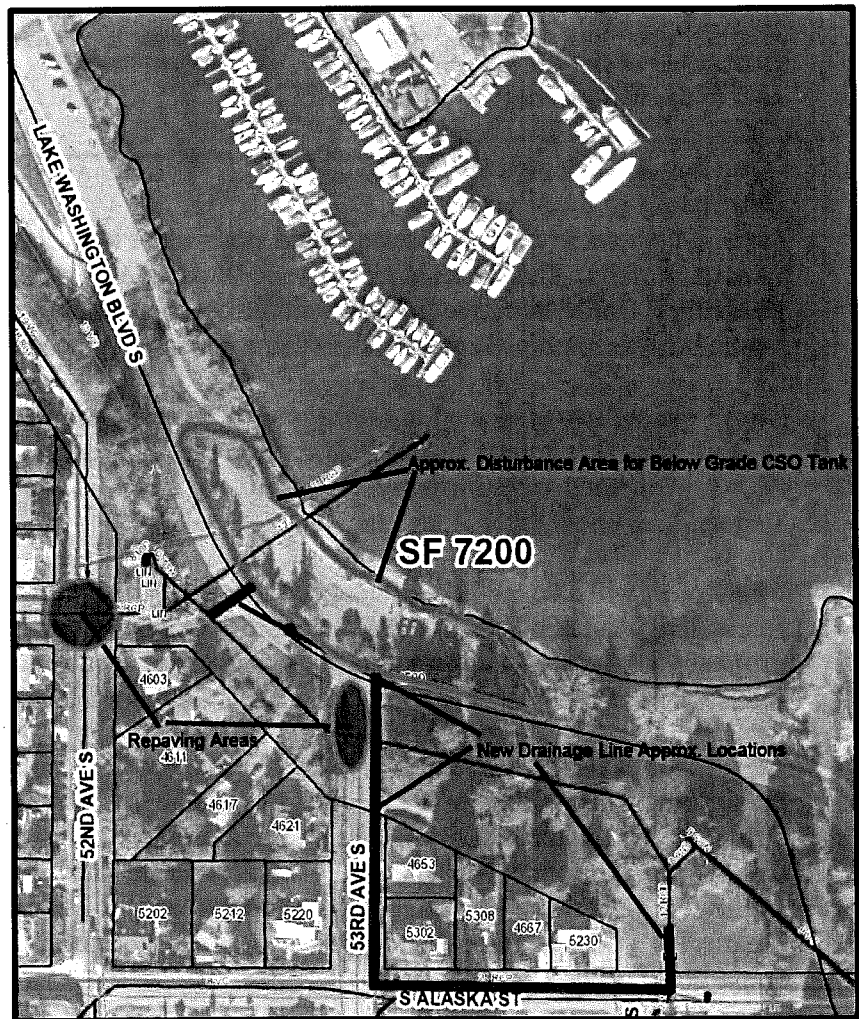 LAKE WASHINGTON BLVD S
Approx. Disturbance Area for Below Grade CSO Tank
SF 7200
4603
Repaving Areas
4611
New Drainage Line Approx. Locations
4617
4621
52ND AVE S
53RD AVE S
4653
5202
5212
5220
5302
5308
4667
5230
S ALASKA ST
S